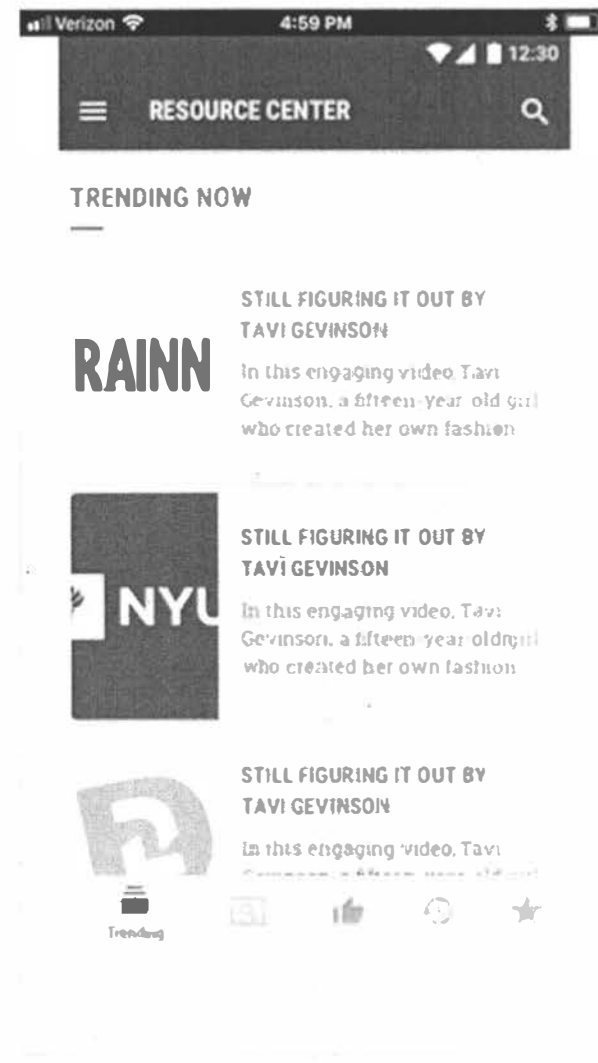 Verizon 4:59 PM
12:30
RESOURCE CENTER
TRENDING NOW
STILL FIGURING IT OUT BY
TAVI GEVINSON
RAINN
In this engaging video, Tavi
Gevinson, a fifteen-year-old girl
who created her own fashion
STILL FIGURING IT OUT BY
TAVI GEVINSON
NYU
In this engaging video, Tavi
Gevinson, a fifteen-year old girl
who created her own fashion
STILL FIGURING IT OUT BY
TAVI GEVINSON
In this engaging video, Tavi
Trending